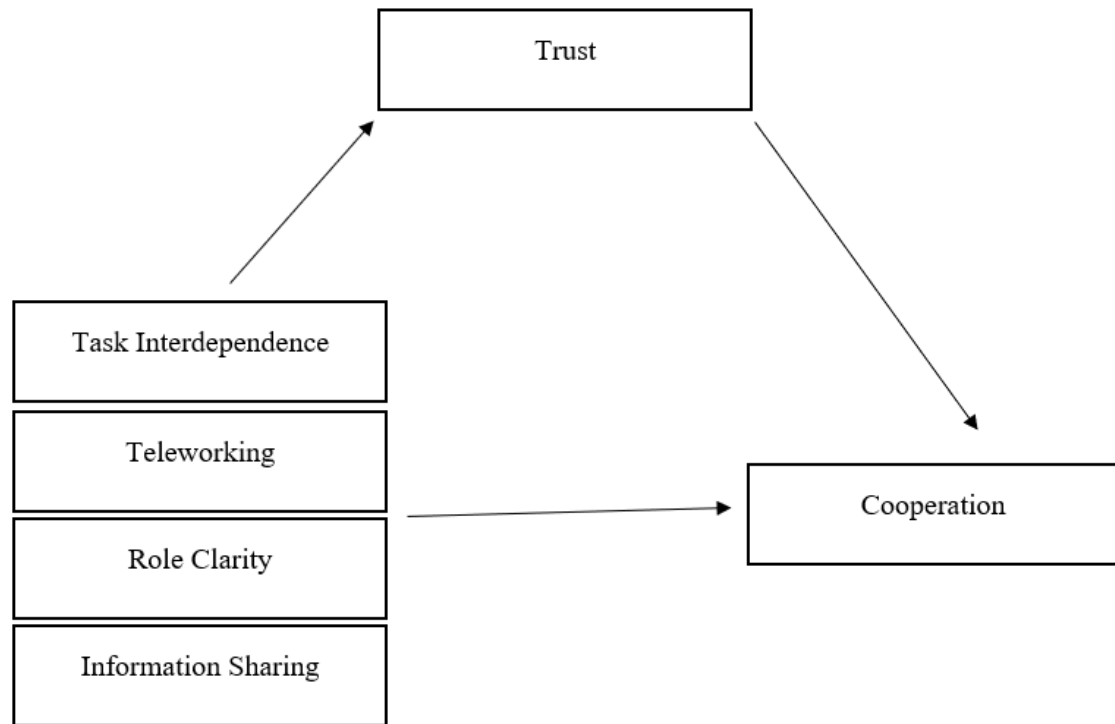 Trust
Task Interdependence
Teleworking
Role Clarity
Information Sharing
Cooperation